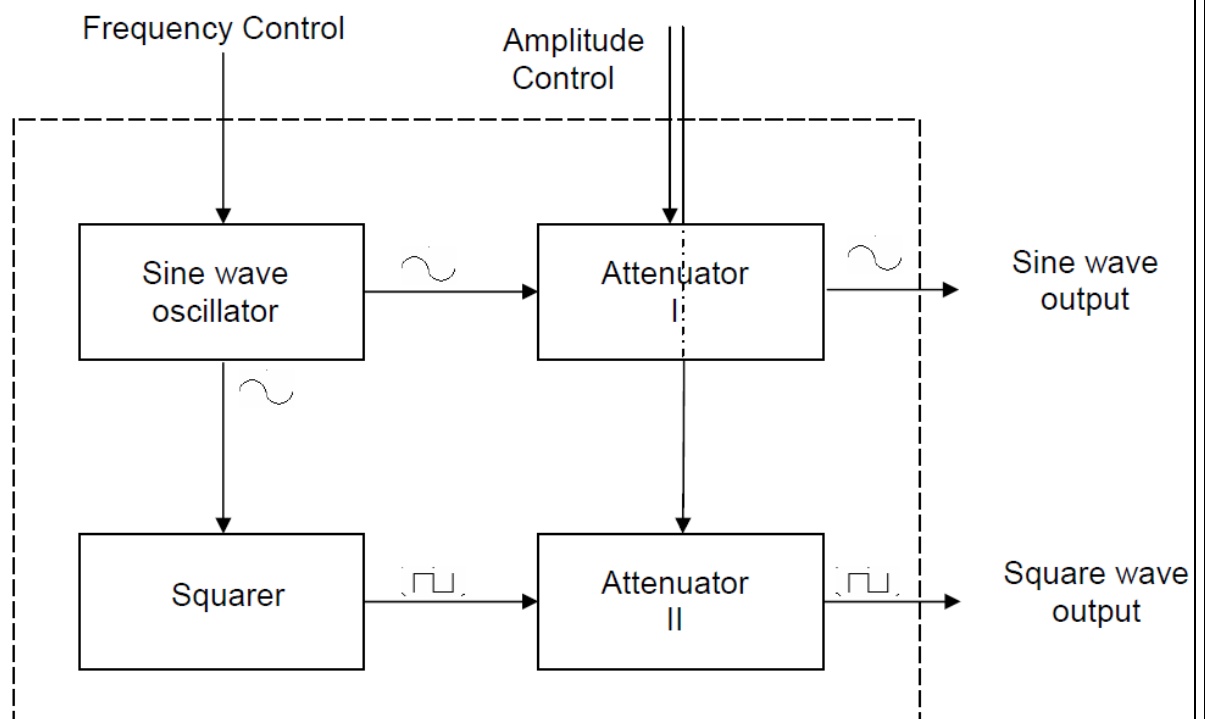 Frequency Control
Amplitude
Control
Sine wave
oscillator
Attenuator
I
Sine wave
output
Squarer
Attenuator
II
Square wave
output